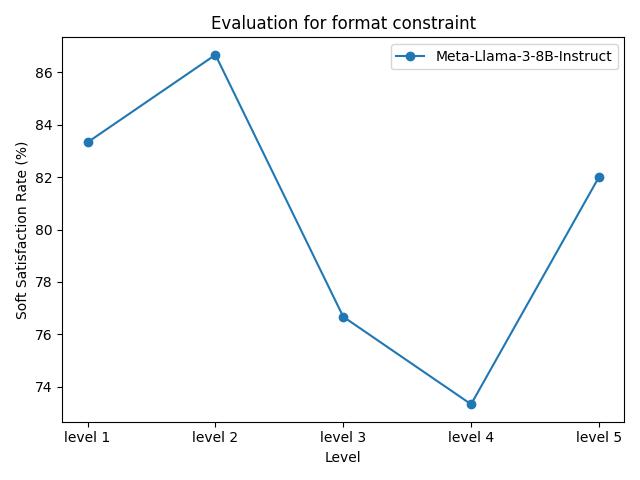 Evaluation for format constraint
Meta-Llama-3-8B-Instruct
Soft Satisfaction Rate (%)
86
84
82
80
78
76
74
level 1 level 2 level 3 level 4 level 5
Level